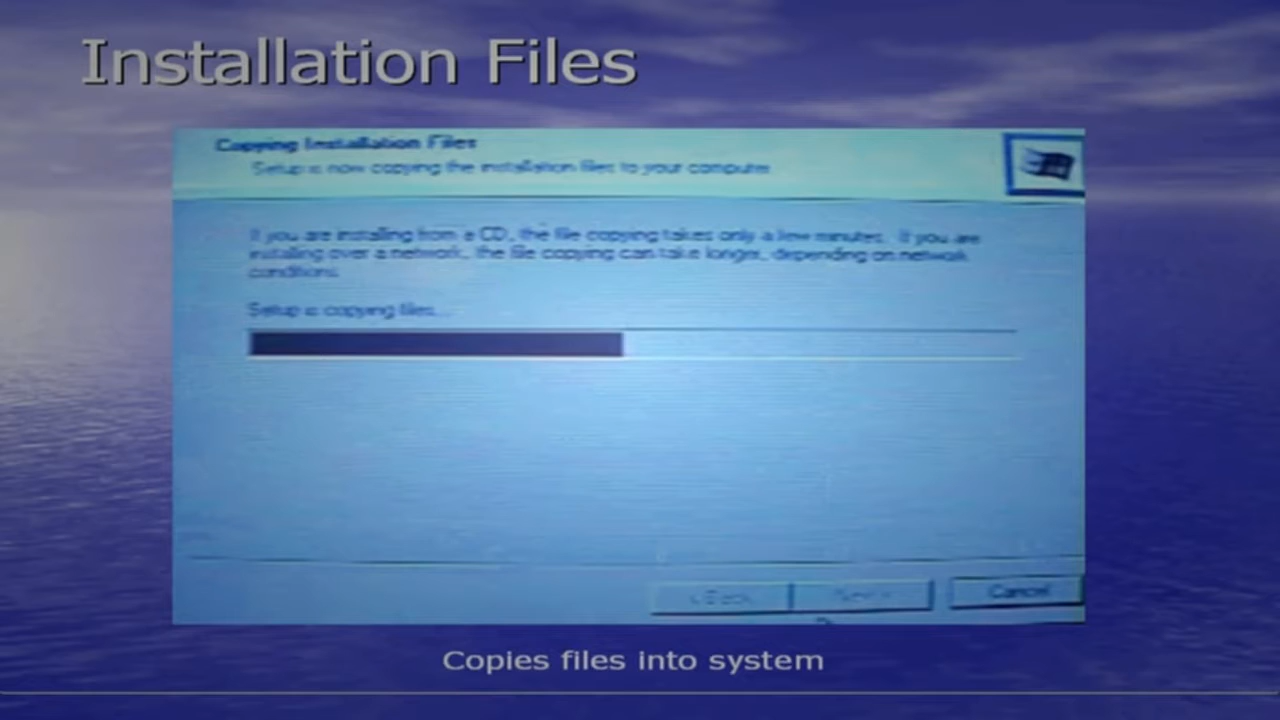 Installation Files
Copying Installation Files
Setup is now copying the installation files to your computer
If you are installing from a CD, the file copying takes only a few minutes. If you are
installing over a network, the file copying can take longer, depending on network
conditions.
Setup is copying files...
< Back
Next >
Cancel
Copies files into system